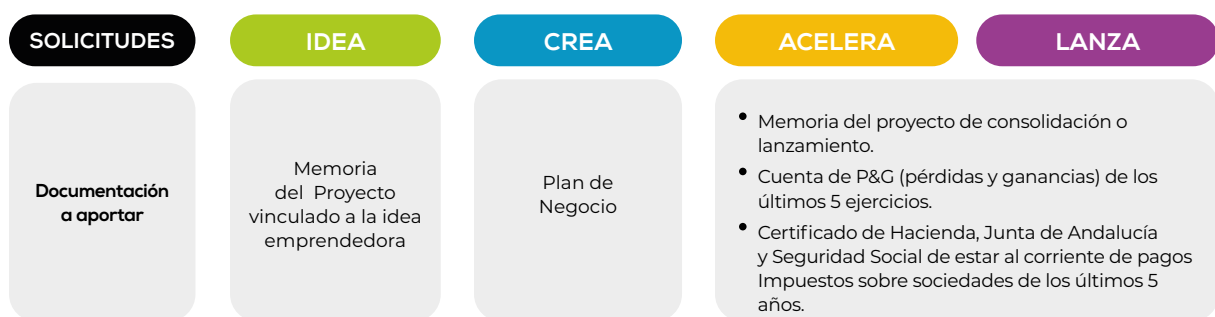 SOLICITUDES
IDEA
CREA
ACELERA
LANZA
Documentación
a aportar
Memoria
del Proyecto
vinculado a la idea
emprendedora
Plan de
Negocio
• Memoria del proyecto de consolidación o
lanzamiento.
• Cuenta de P&G (pérdidas y ganancias) de los
últimos 5 ejercicios.
• Certificado de Hacienda, Junta de Andalucía
y Seguridad Social de estar al corriente de pagos
Impuestos sobre sociedades de los últimos 5
años.